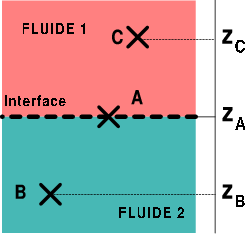 FLUIDE 1
C
Z_C
Interface
A
Z_A
B
Z_B
FLUIDE 2